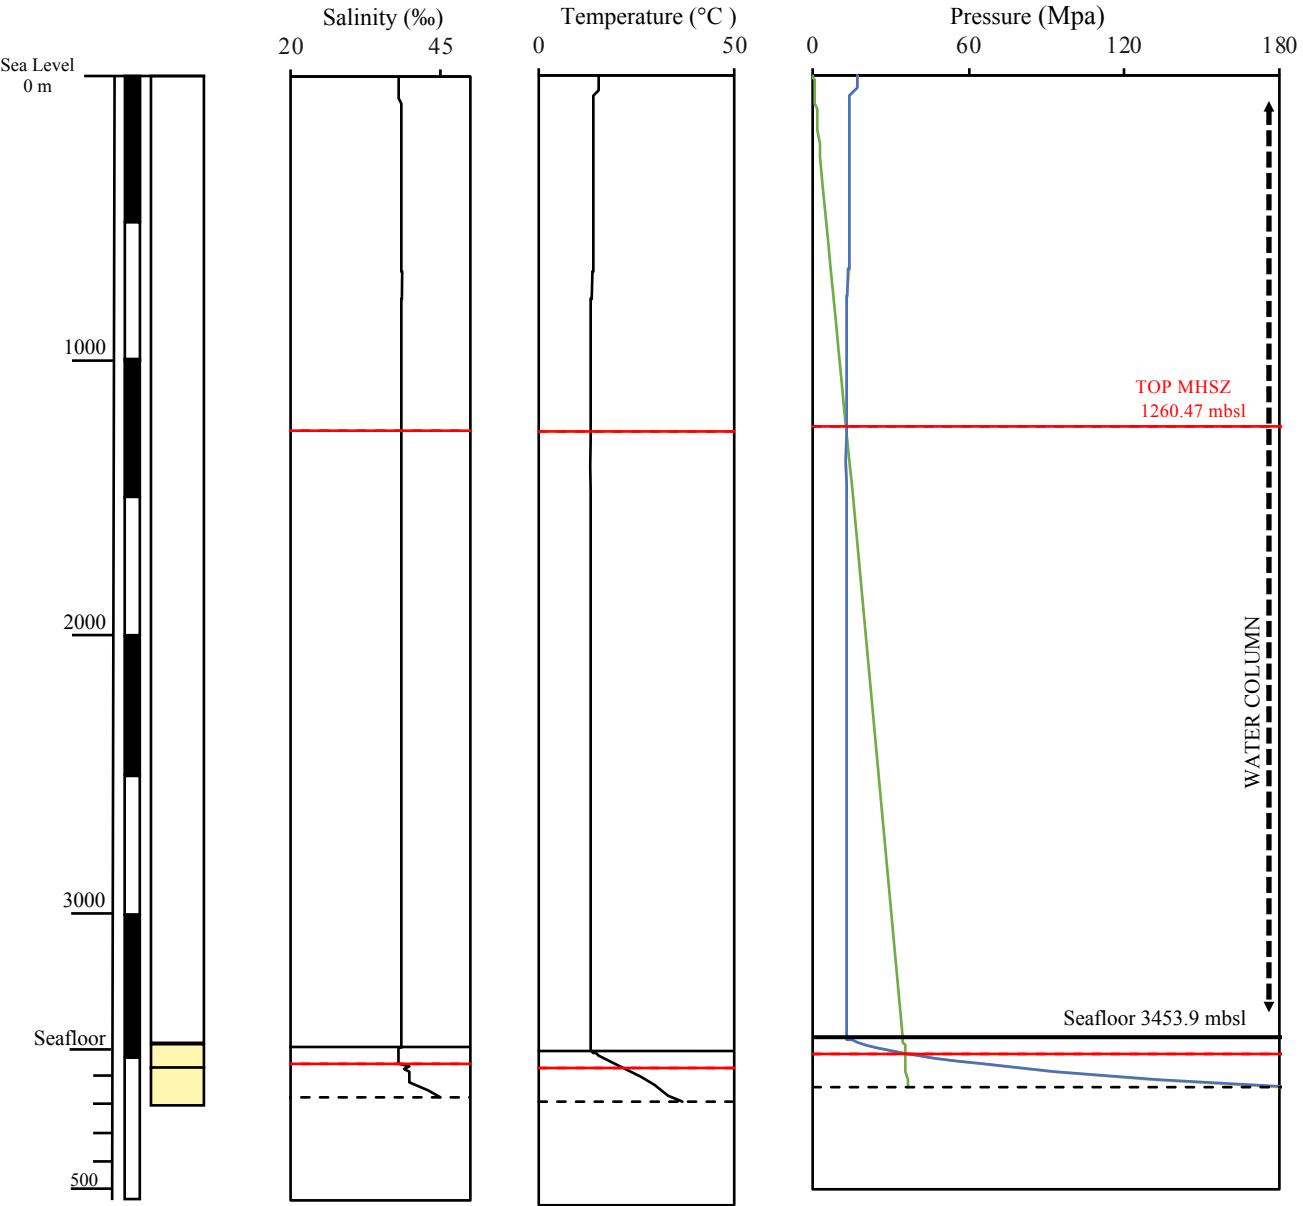 Salinity (‰)
Temperature (°C )
Pressure (Mpa)
20
45
0
50
0
60
120
180
Sea Level
0 m
1000
TOP MHSZ
1260.47 mbsl
2000
WATER COLUMN
3000
Seafloor 3453.9 mbsl
Seafloor
500